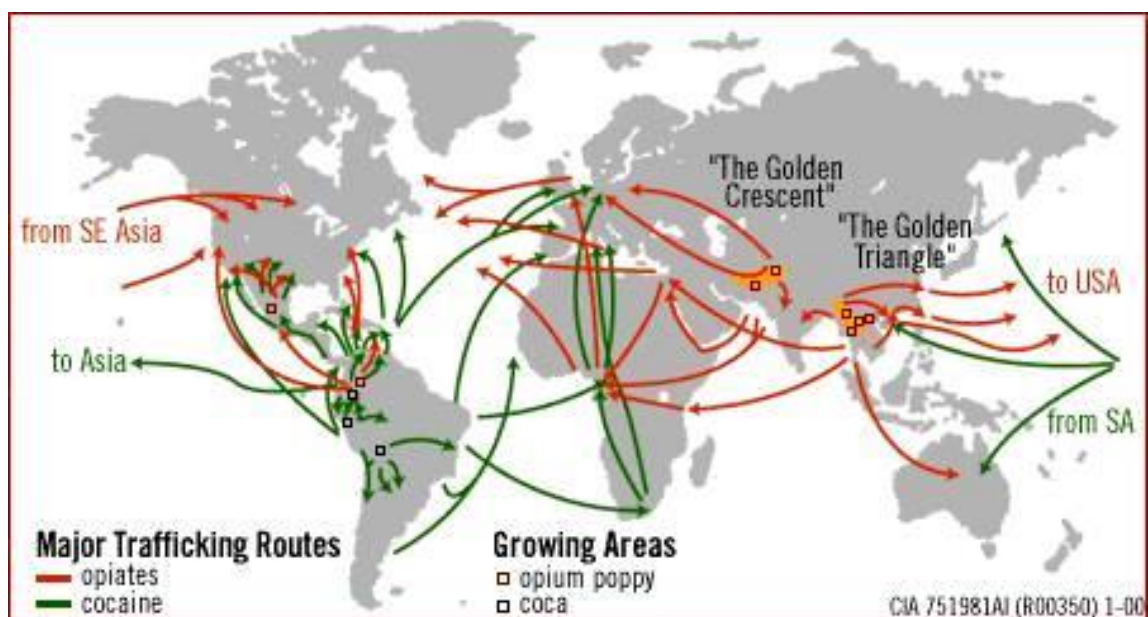 "The Golden
Crescent"
"The Golden
Triangle"
from SE Asia
to USA
to Asia
from SA
Major Trafficking Routes
opiates
cocaine
Growing Areas
opium poppy
coca
CIA 751981AI (R00350) 1-00